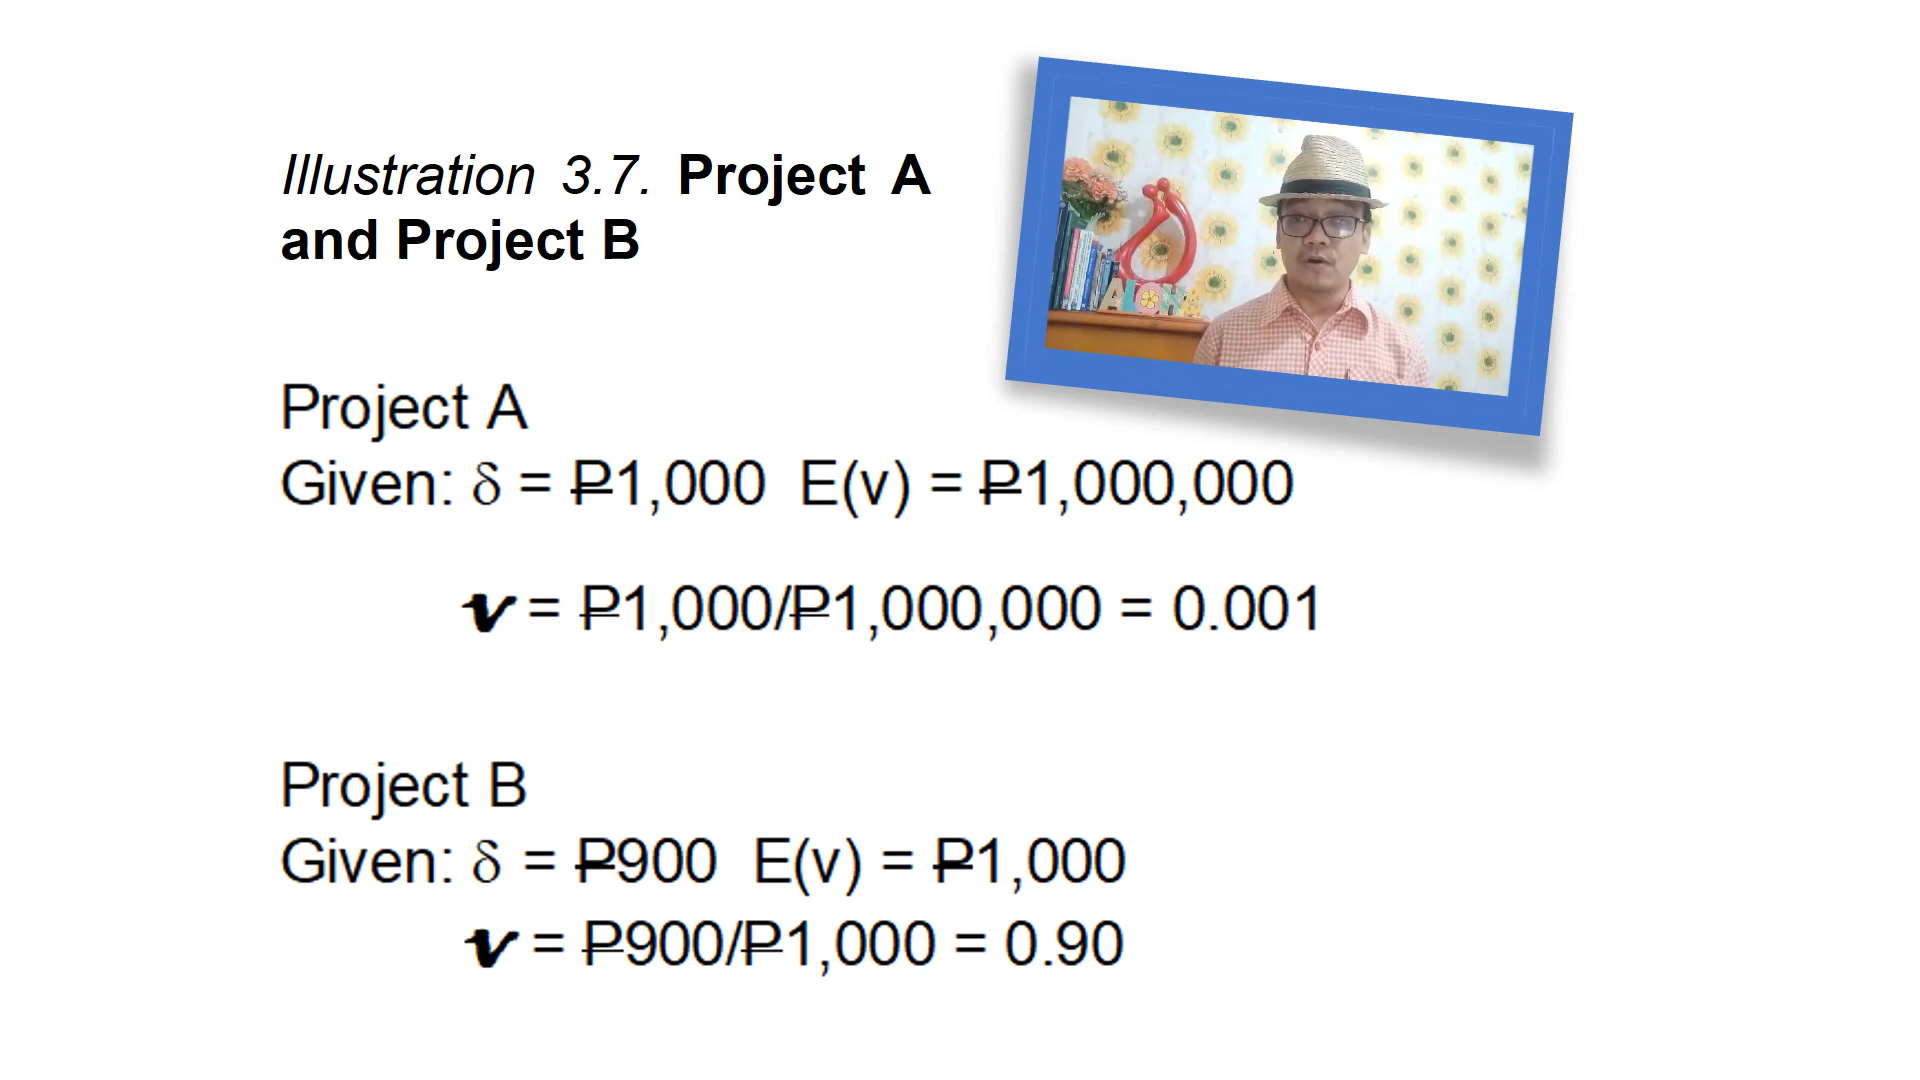 Illustration 3.7. Project A
and Project B
Project A
Given: δ = ₱1,000 E(v) = ₱1,000,000
v = ₱1,000/₱1,000,000 = 0.001
Project B
Given: δ = ₱900 E(v) = ₱1,000
v = ₱900/₱1,000 = 0.90
ALOHA